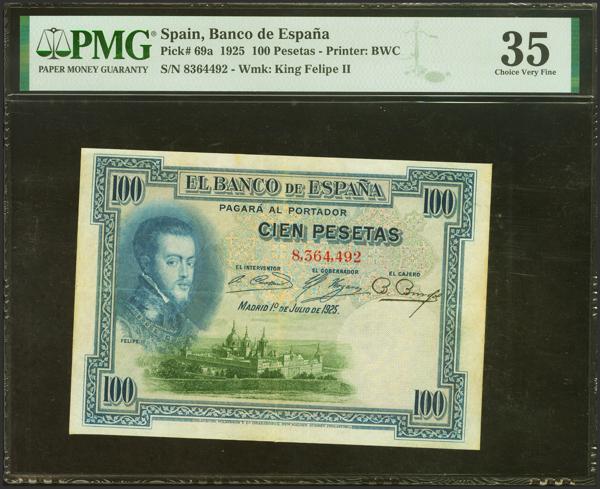 PMG®
PAPER MONEY GUARANTY
Spain, Banco de España
Pick# 69a 1925 100 Pesetas - Printer: BWC
S/N 8364492 - Wmk: King Felipe II
35
Choice Very Fine
100
EL BANCO DE ESPAÑA
100
PAGARÁ AL PORTADOR
CIEN PESETAS
8,364,492
EL INTERVENTOR
EL GOBERNADOR
EL CAJERO
MADRID 1º DE JULIO DE 1925.
FELIPE II
100
100